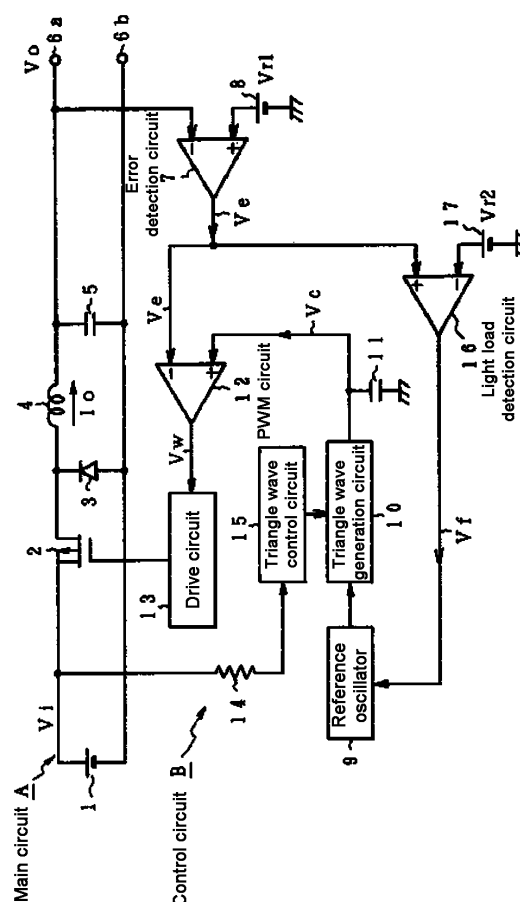 Main circuit A
Vi
2
4
Io
Vo
6a
6b
1
3
5
Error
detection circuit
7
8
Vr1
Ve
Ve
Vw
12
PWM circuit
Vc
11
13
Drive circuit
15
Triangle wave
control circuit
Triangle wave
generation circuit
10
14
Control circuit B
Reference
oscillator
9
Vf
16
Light load
detection circuit
17
Vr2